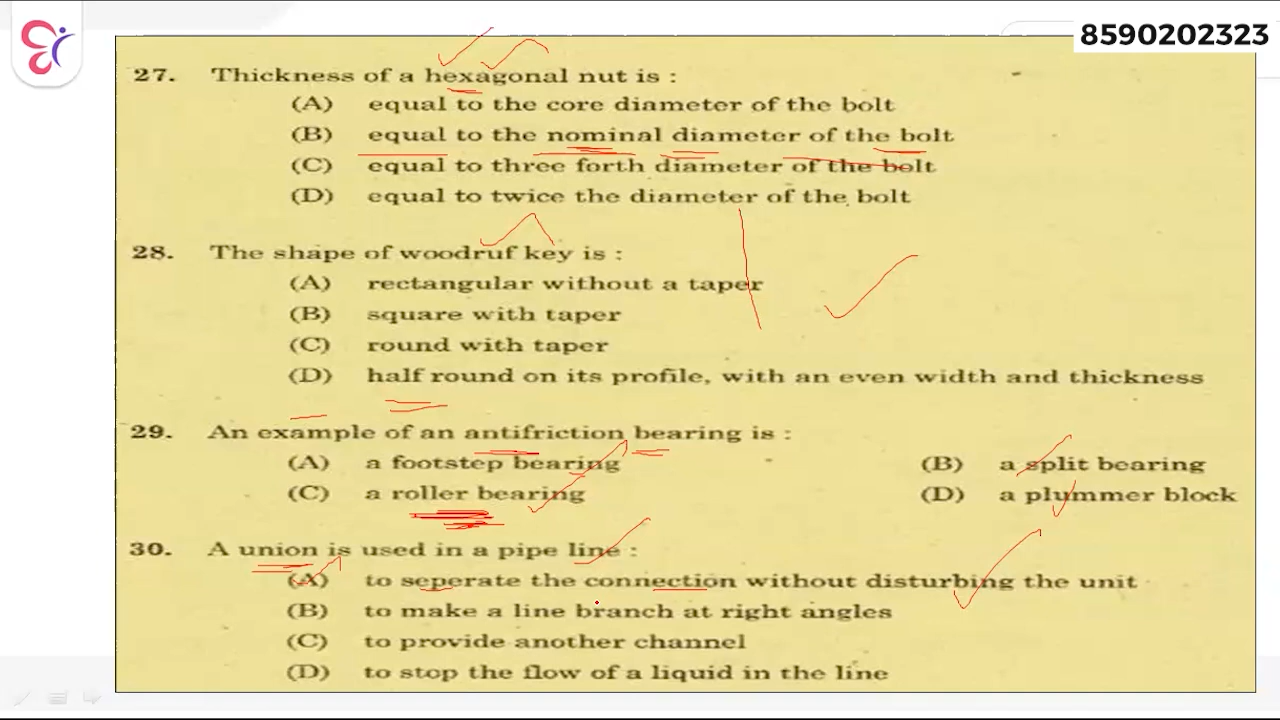 8590202323
27. Thickness of a hexagonal nut is :
(A) equal to the core diameter of the bolt
(B) equal to the nominal diameter of the bolt
(C) equal to three forth diameter of the bolt
(D) equal to twice the diameter of the bolt
28. The shape of woodruf key is :
(A) rectangular without a taper
(B) square with taper
(C) round with taper
(D) half round on its profile, with an even width and thickness
29. An example of an antifriction bearing is :
(A) a footstep bearing (B) a split bearing
(C) a roller bearing (D) a plummer block
30. A union is used in a pipe line :
(A) to seperate the connection without disturbing the unit
(B) to make a line branch at right angles
(C) to provide another channel
(D) to stop the flow of a liquid in the line